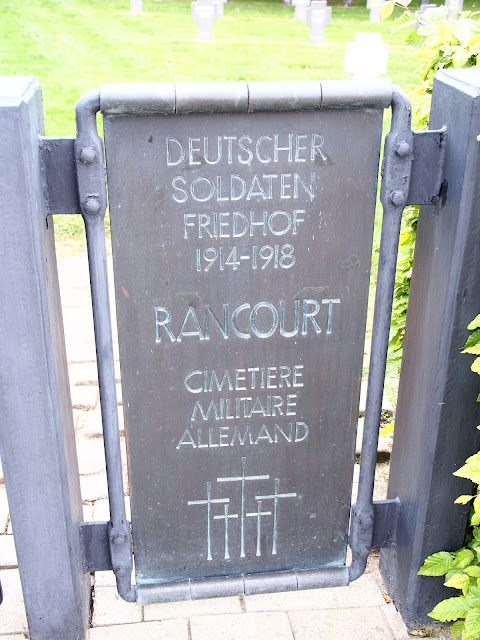 DEUTSCHER
SOLDATEN
FRIEDHOF
1914-1918
RANCOURT
CIMETIERE
MILITAIRE
ALLEMAND